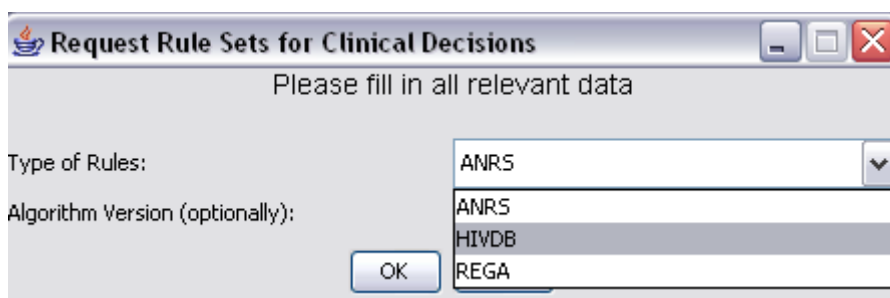 Request Rule Sets for Clinical Decisions
Please fill in all relevant data
Type of Rules:
ANRS
Algorithm Version (optionally):
ANRS
HIVDB
REGA
OK